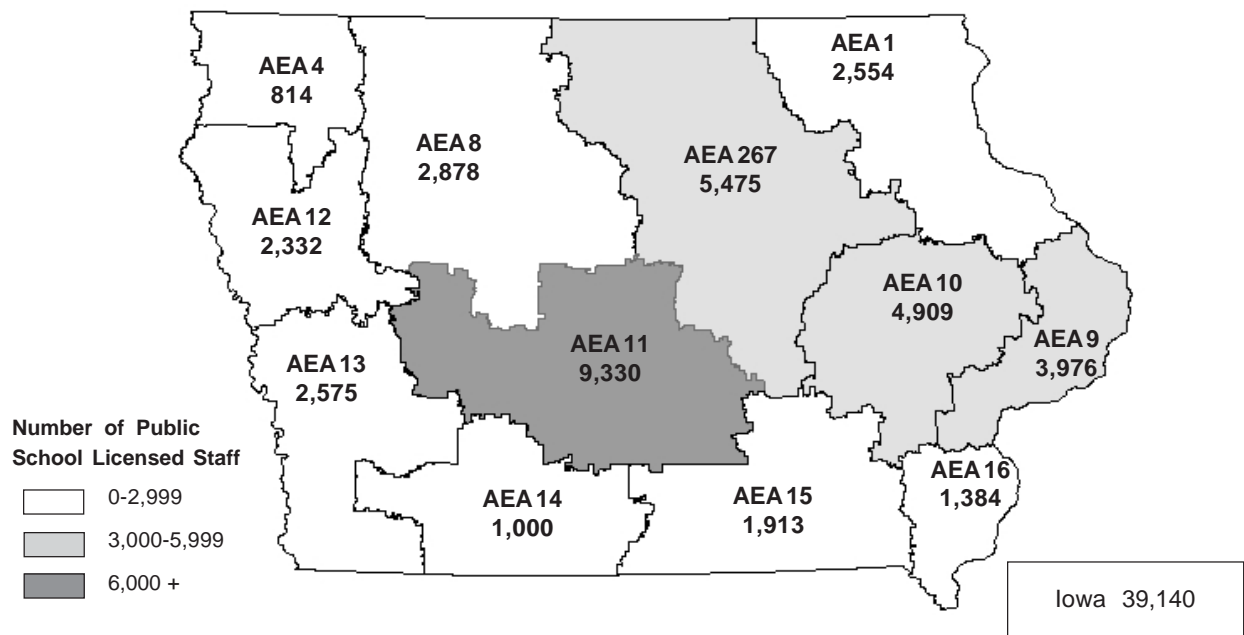 AEA 4
814
AEA 8
2,878
AEA 267
5,475
AEA 1
2,554
AEA 12
2,332
AEA 10
4,909
AEA 9
3,976
AEA 11
9,330
AEA 13
2,575
AEA 14
1,000
AEA 15
1,913
AEA 16
1,384
Number of Public
School Licensed Staff
0-2,999
3,000-5,999
6,000 +
Iowa 39,140